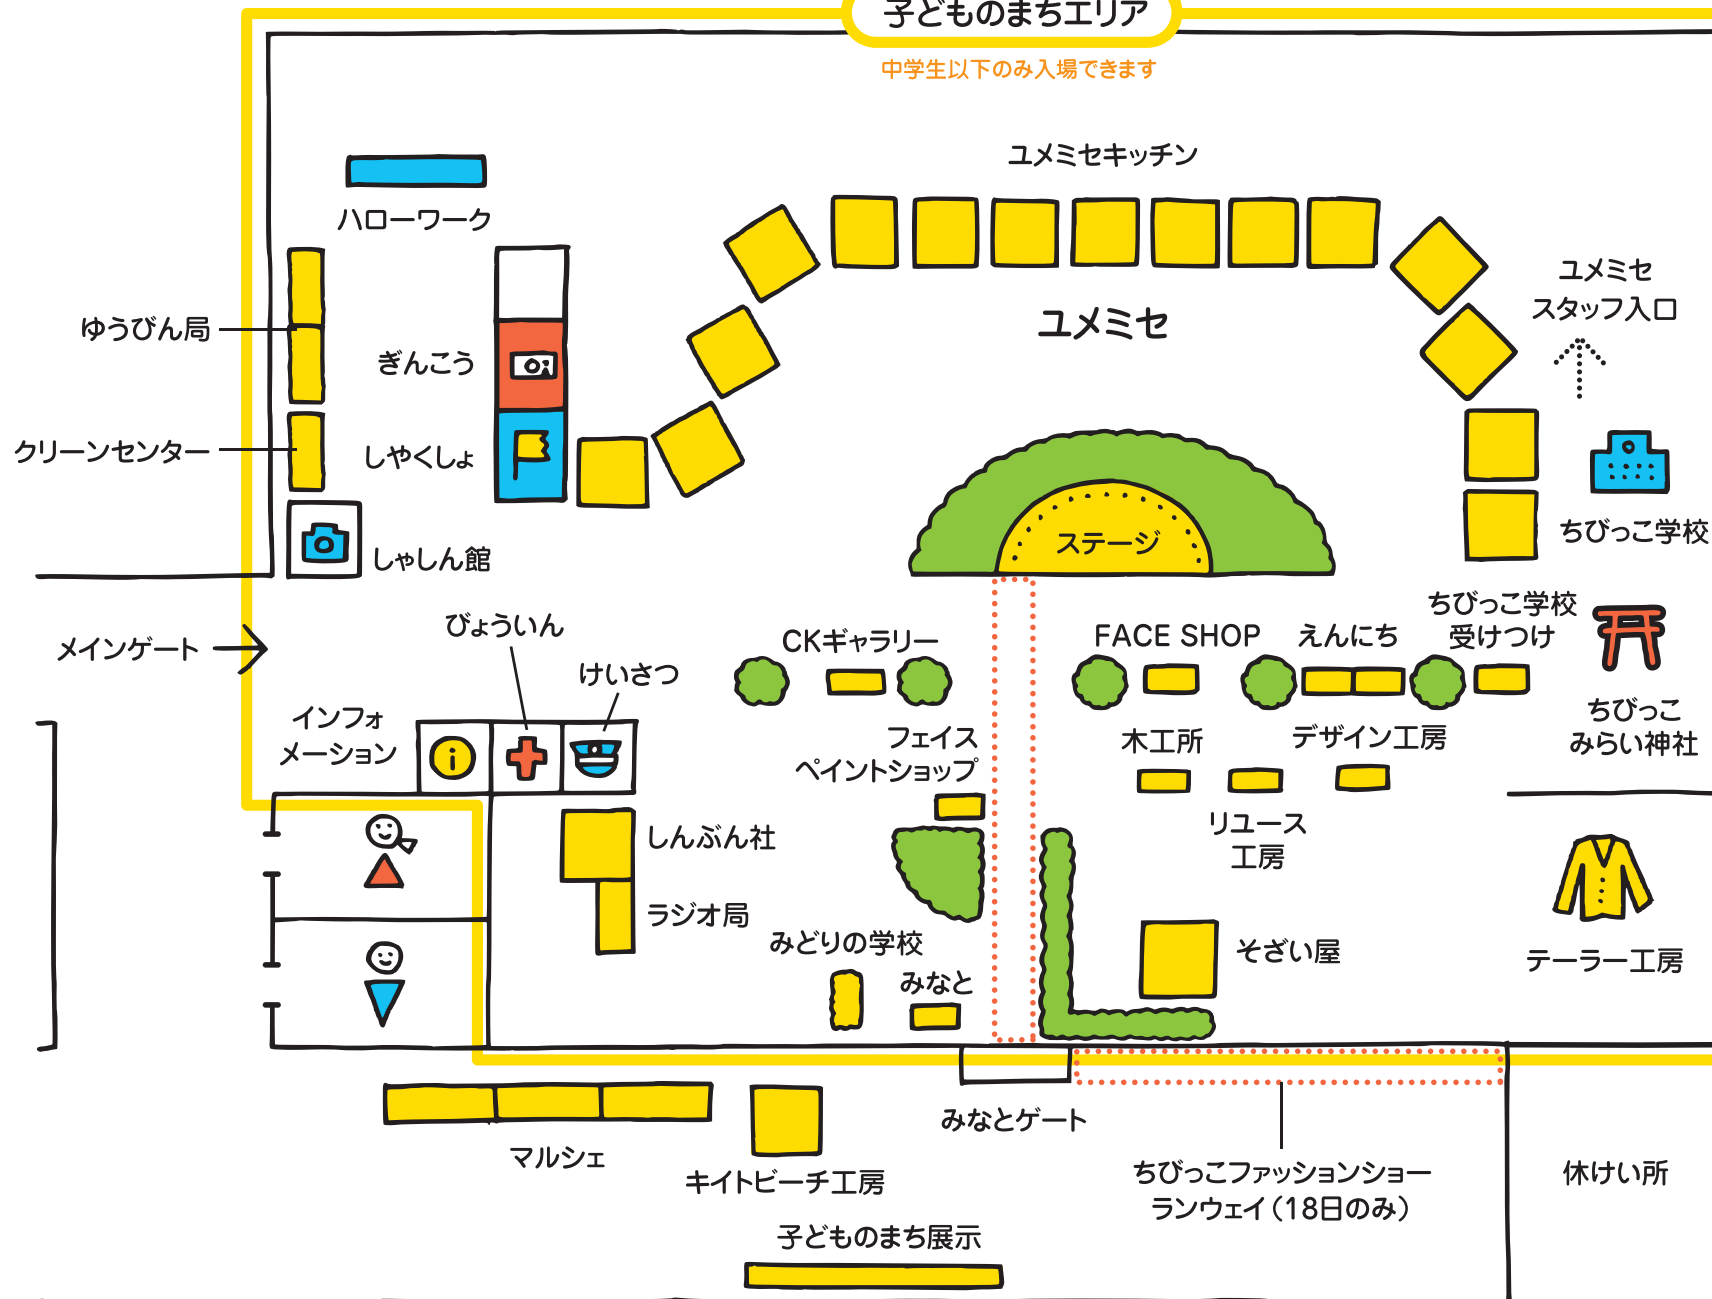 子どものまちエリア
中学生以下のみ入場できます
ユメミセキッチン
ハローワーク
ユメミセ
スタッフ入口
ゆうびん局
ぎんこう
ユメミセ
クリーンセンター
しやくしょ
しゃしん館
ステージ
ちびっこ学校
メインゲート
びょういん
けいさつ
CKギャラリー
FACE SHOP
えんにち
ちびっこ学校
受けつけ
ちびっこ
みらい神社
インフォ
メーション
i
フェイス
ペイントショップ
木工所
デザイン工房
リユース
工房
しんぶん社
ラジオ局
みどりの学校
みなと
そざい屋
テーラー工房
マルシェ
キイトビーチ工房
みなとゲート
ちびっこファッションショー
ランウェイ（18日のみ）
休けい所
子どものまち展示